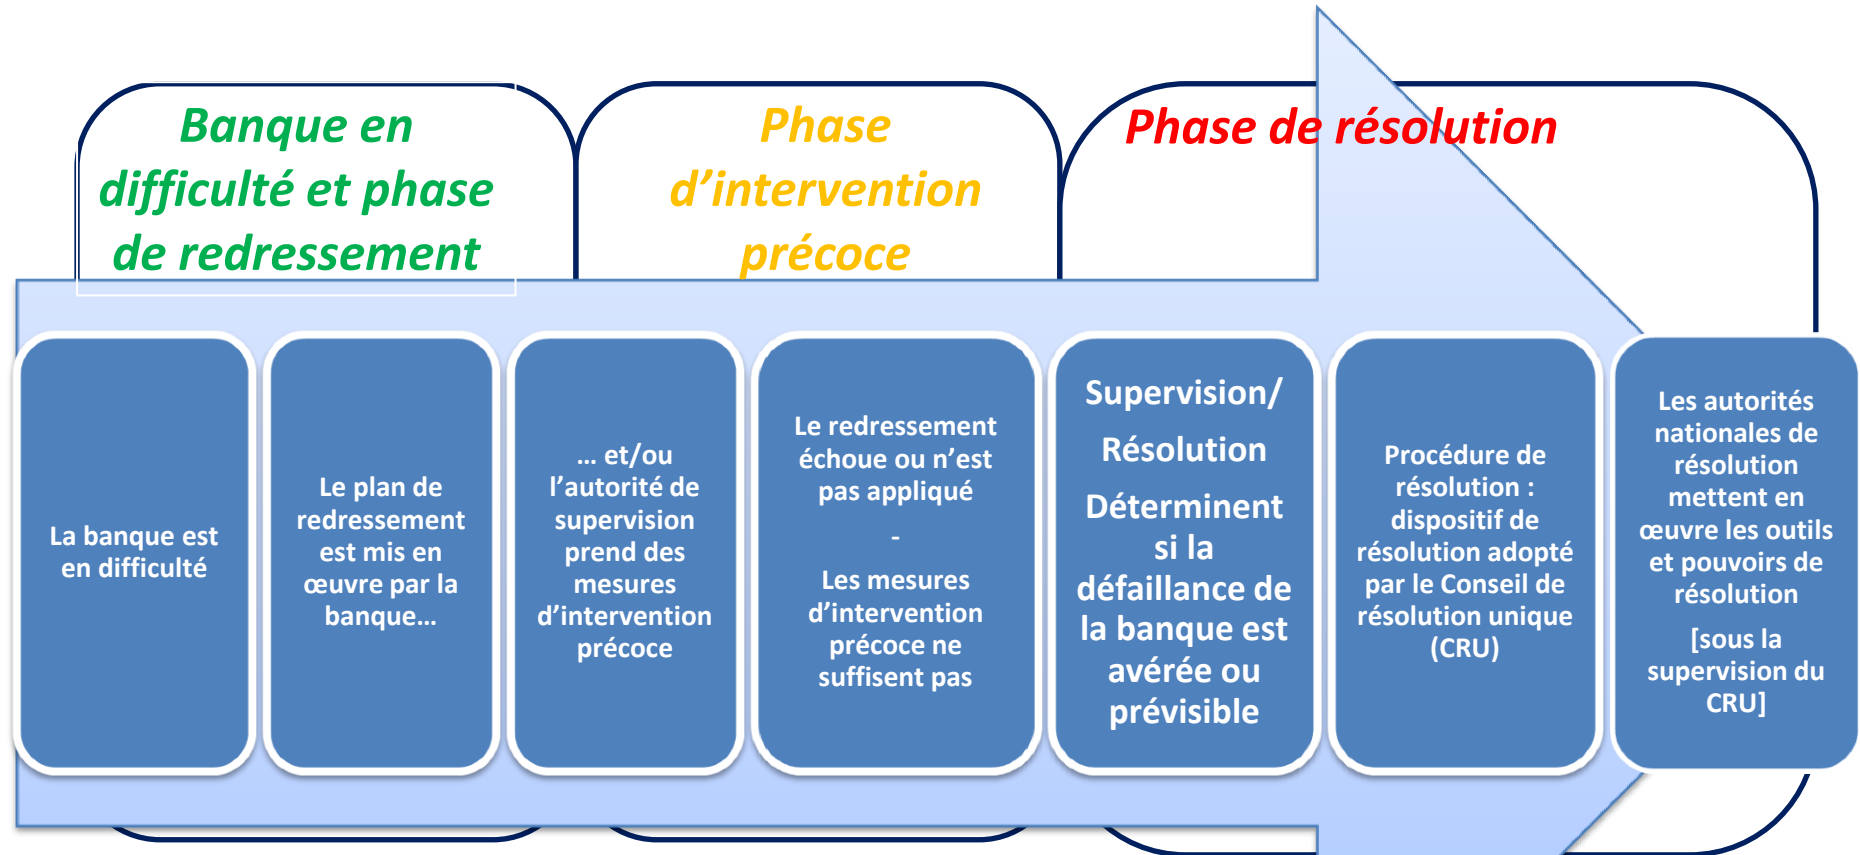 Banque en
difficulté et phase
de redressement
Phase
d’intervention
précoce
Phase de résolution
La banque est
en difficulté
Le plan de
redressement
est mis en
œuvre par la
banque…
… et/ou
l’autorité de
supervision
prend des
mesures
d’intervention
précoce
Le redressement
échoue ou n’est
pas appliqué
-
Les mesures
d’intervention
précoce ne
suffisent pas
Supervision/
Résolution
Déterminent
si la
défaillance de
la banque est
avérée ou
prévisible
Procédure de
résolution :
dispositif de
résolution adopté
par le Conseil de
résolution unique
(CRU)
Les autorités
nationales de
résolution
mettent en
œuvre les outils
et pouvoirs de
résolution
[sous la
supervision du
CRU]